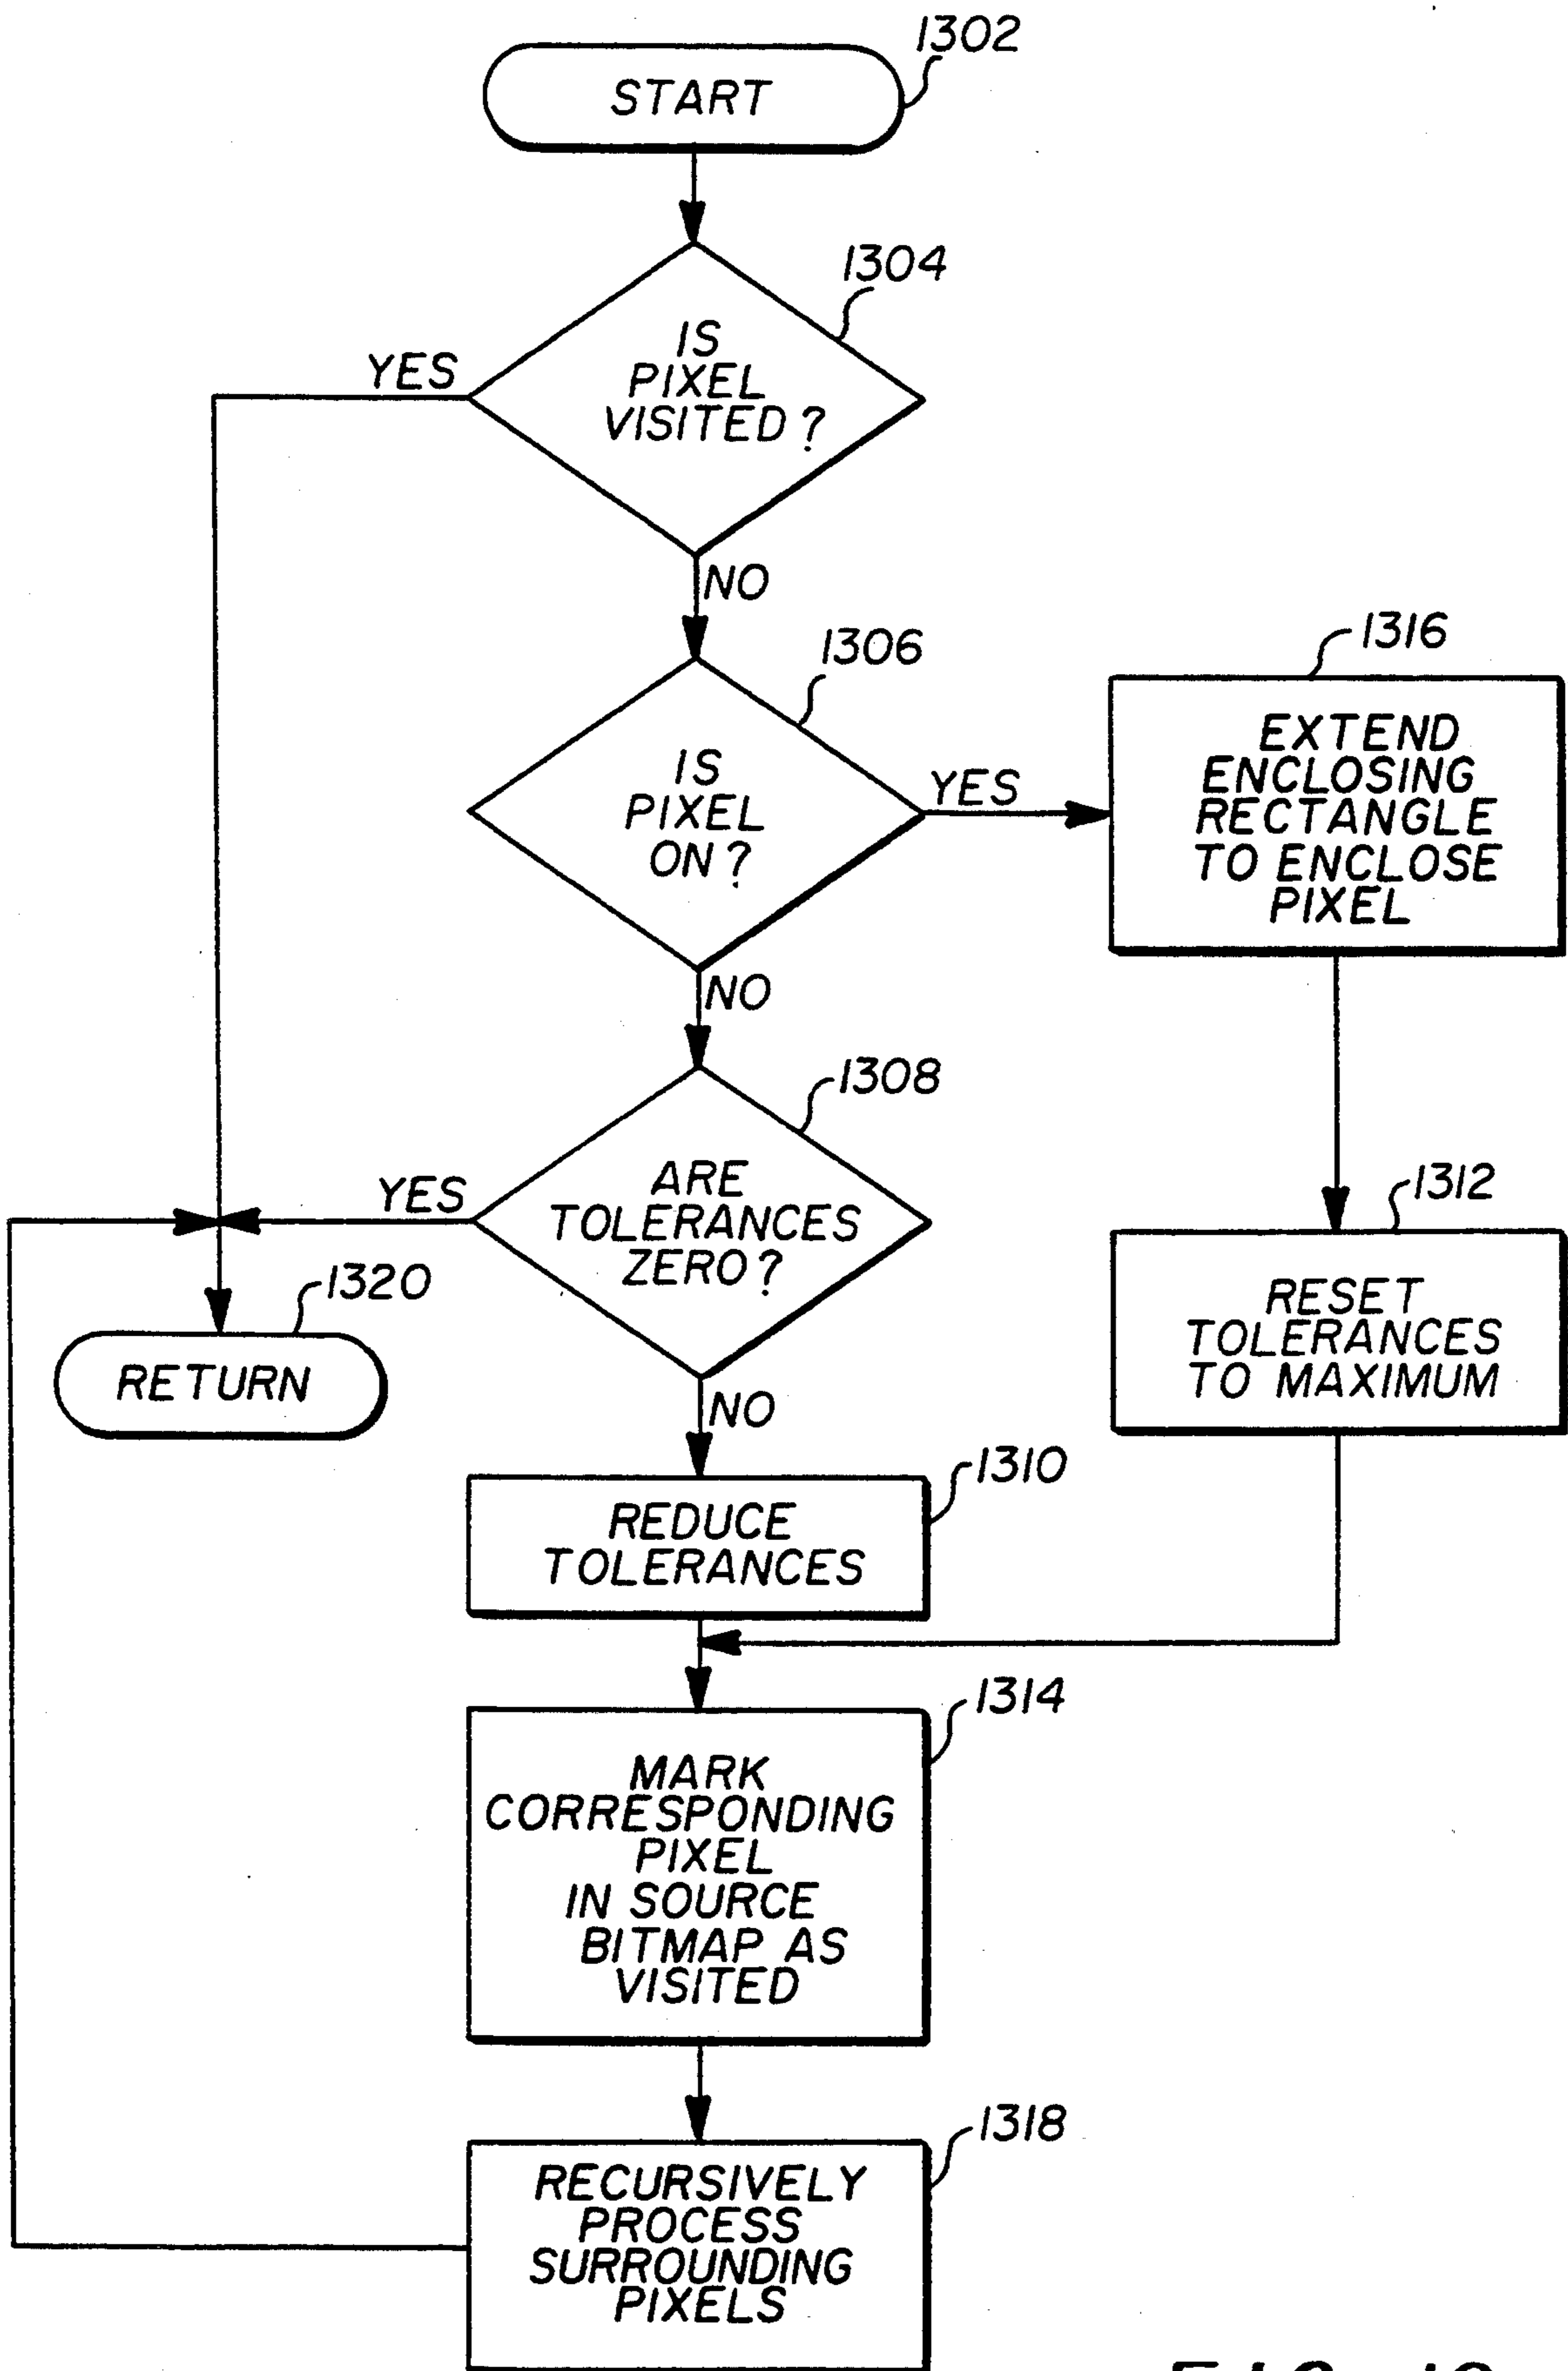 1302
START
1304
IS
PIXEL
VISITED?
YES
NO
1306
IS
PIXEL
ON?
YES
NO
1316
EXTEND
ENCLOSING
RECTANGLE
TO ENCLOSE
PIXEL
1308
ARE
TOLERANCES
ZERO?
YES
NO
1312
RESET
TOLERANCES
TO MAXIMUM
1320
RETURN
1310
REDUCE
TOLERANCES
1314
MARK
CORRESPONDING
PIXEL
IN SOURCE
BITMAP AS
VISITED
1318
RECURSIVELY
PROCESS
SURROUNDING
PIXELS